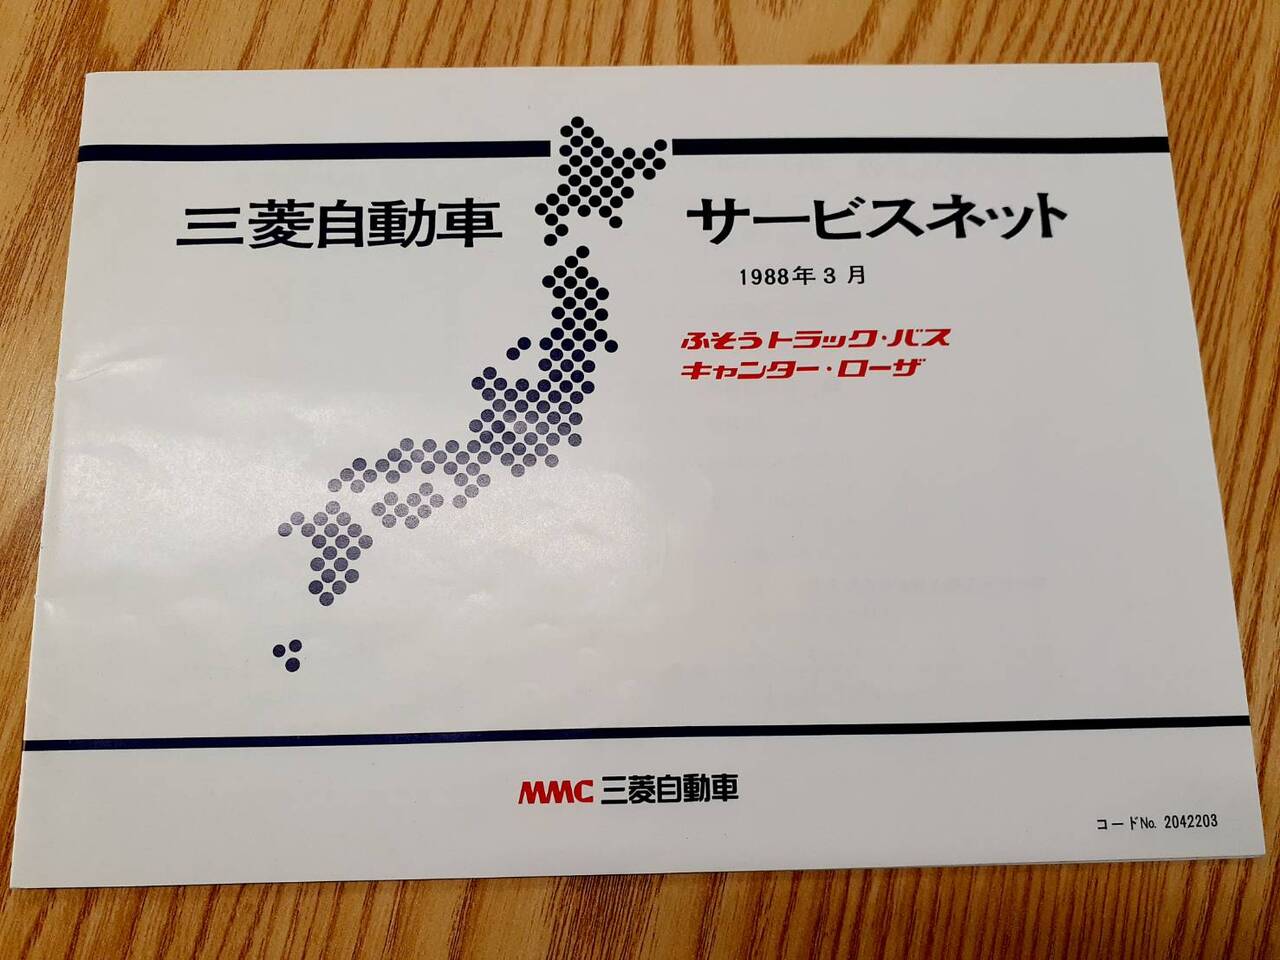 三菱自動車 サービスネット
1988年3月
ふそうトラック・バス
キャンター・ローザ
MMC 三菱自動車
コードNo. 2042203